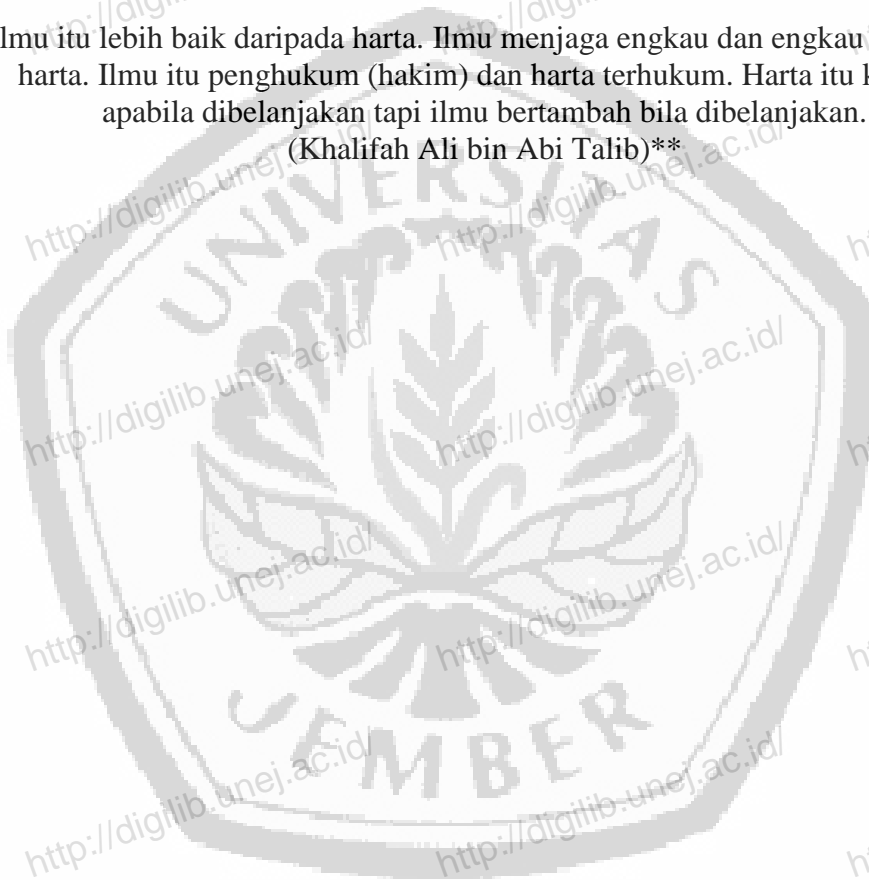 lmu itu lebih baik daripada harta. Ilmu menjaga engkau dan engkau
harta. Ilmu itu penghukum (hakim) dan harta terhukum. Harta itu k
apabila dibelanjakan tapi ilmu bertambah bila dibelanjakan.
(Khalifah Ali bin Abi Talib)**
UNIVERSITAS
JEMBER
http://digilib.unej.ac.id/
http://digilib.unej.ac.id/
http://digilib.unej.ac.id/
http://digilib.unej.ac.id/
http://digilib.unej.ac.id/
http://digilib.unej.ac.id/
http://digilib.unej.ac.id/
http://digilib.unej.ac.id/